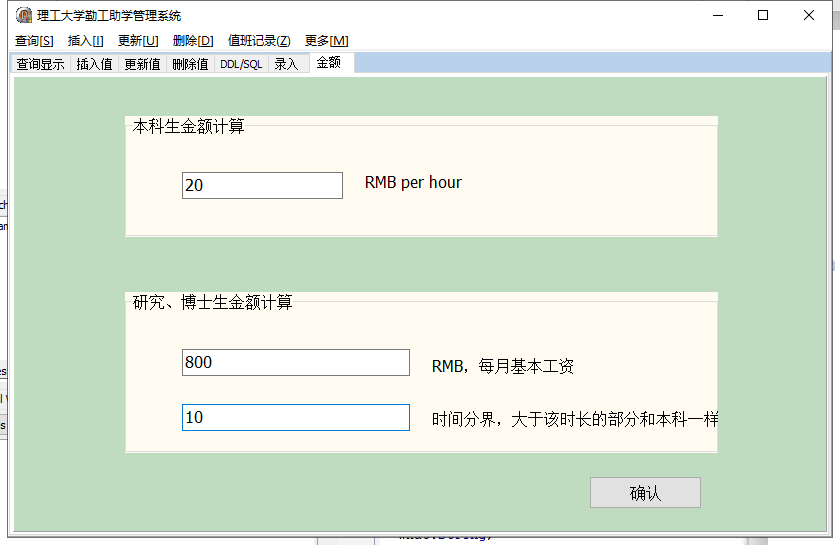 理工大学勤工助学管理系统
查询[S] 插入[I] 更新[U] 删除[D] 值班记录(Z) 更多[M]
查询显示 插入值 更新值 删除值 DDL/SQL 录入 金额
本科生金额计算
20 RMB per hour
研究、博士生金额计算
800 RMB，每月基本工资
10 时间分界，大于该时长的部分和本科一样
确认